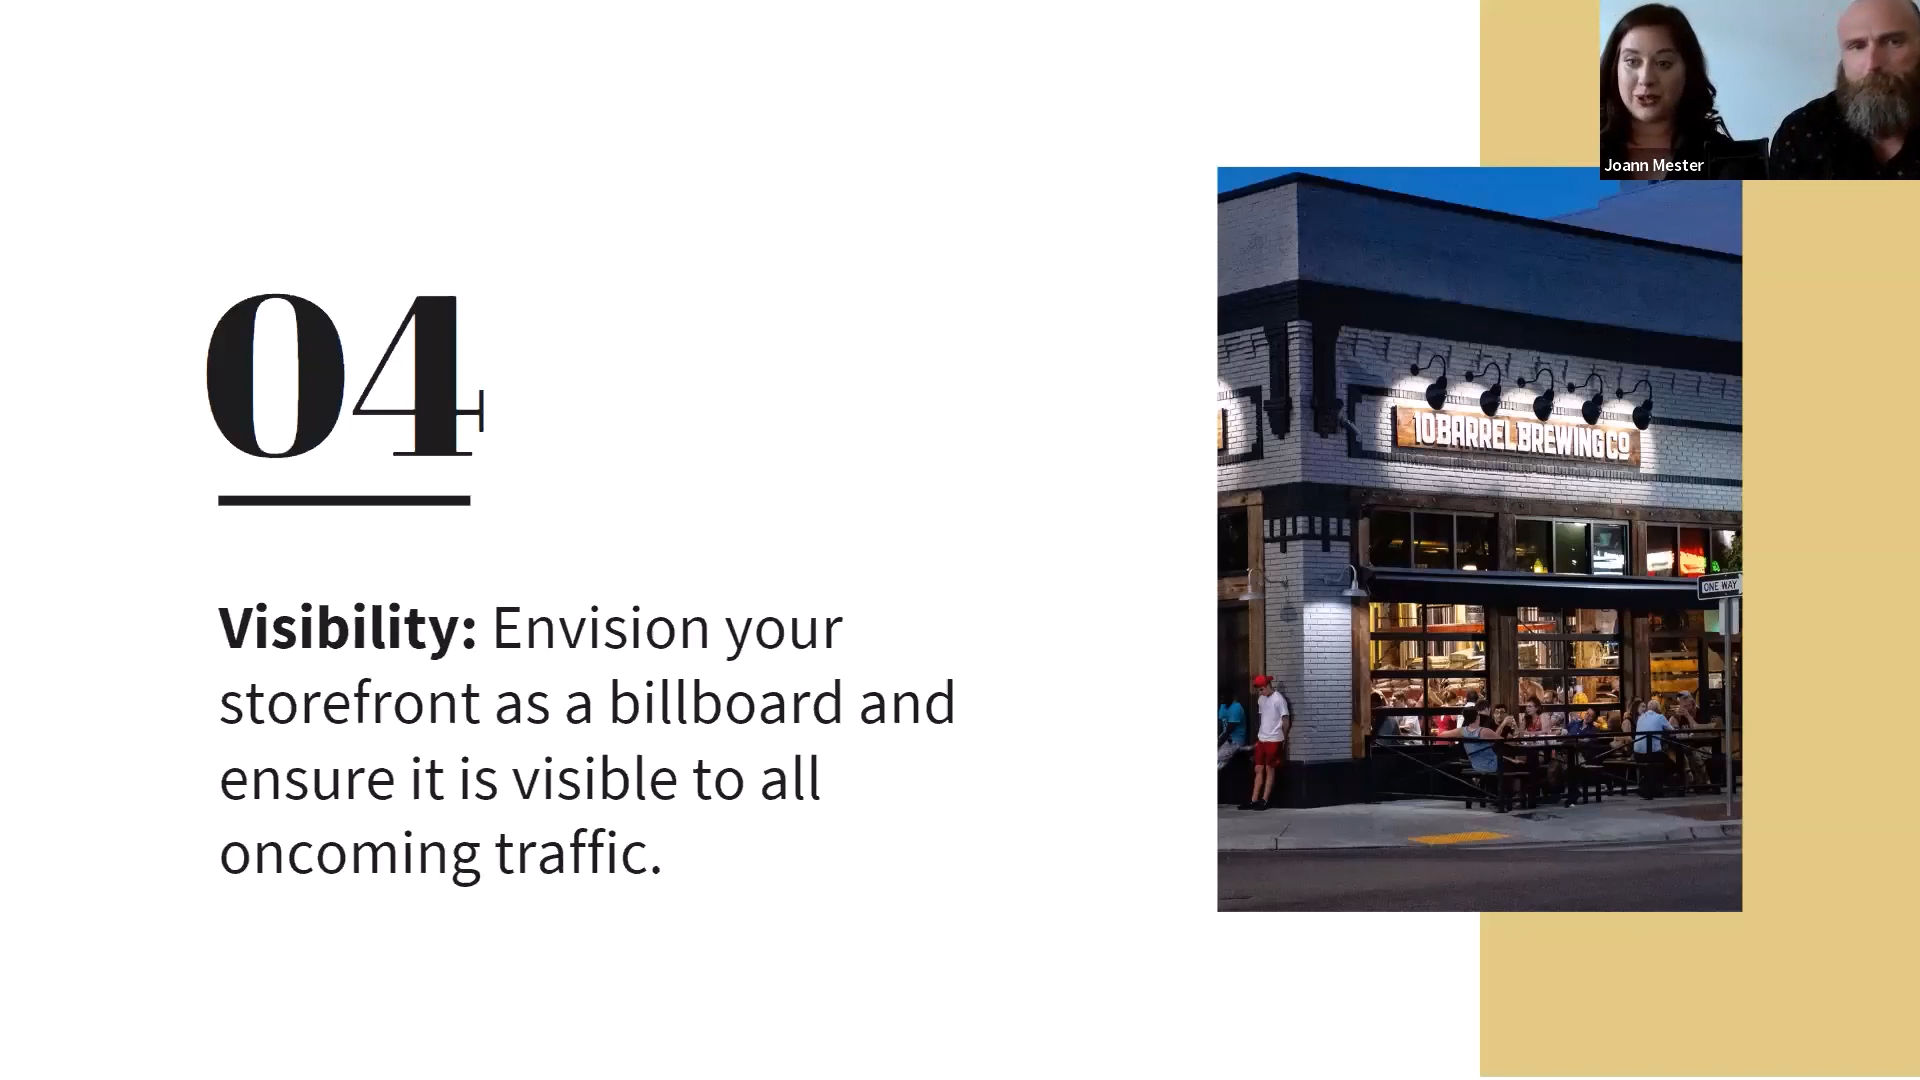 Joann Mester
04
Visibility: Envision your
storefront as a billboard and
ensure it is visible to all
oncoming traffic.
10 BARREL BREWING CO
ONE WAY